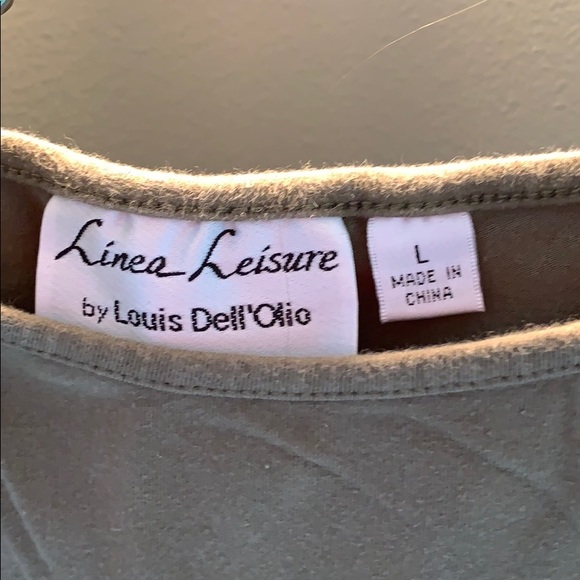 Linea Leisure
by Louis Dell'Olio
L
MADE IN
CHINA